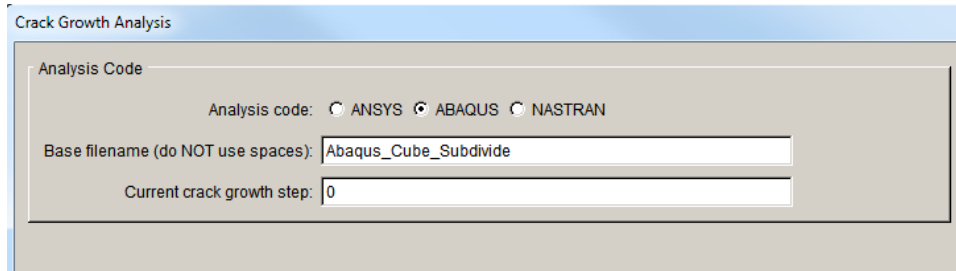 Crack Growth Analysis
Analysis Code
Analysis code: ANSYS ABAQUS NASTRAN
Base filename (do NOT use spaces): Abaqus_Cube_Subdivide
Current crack growth step: 0